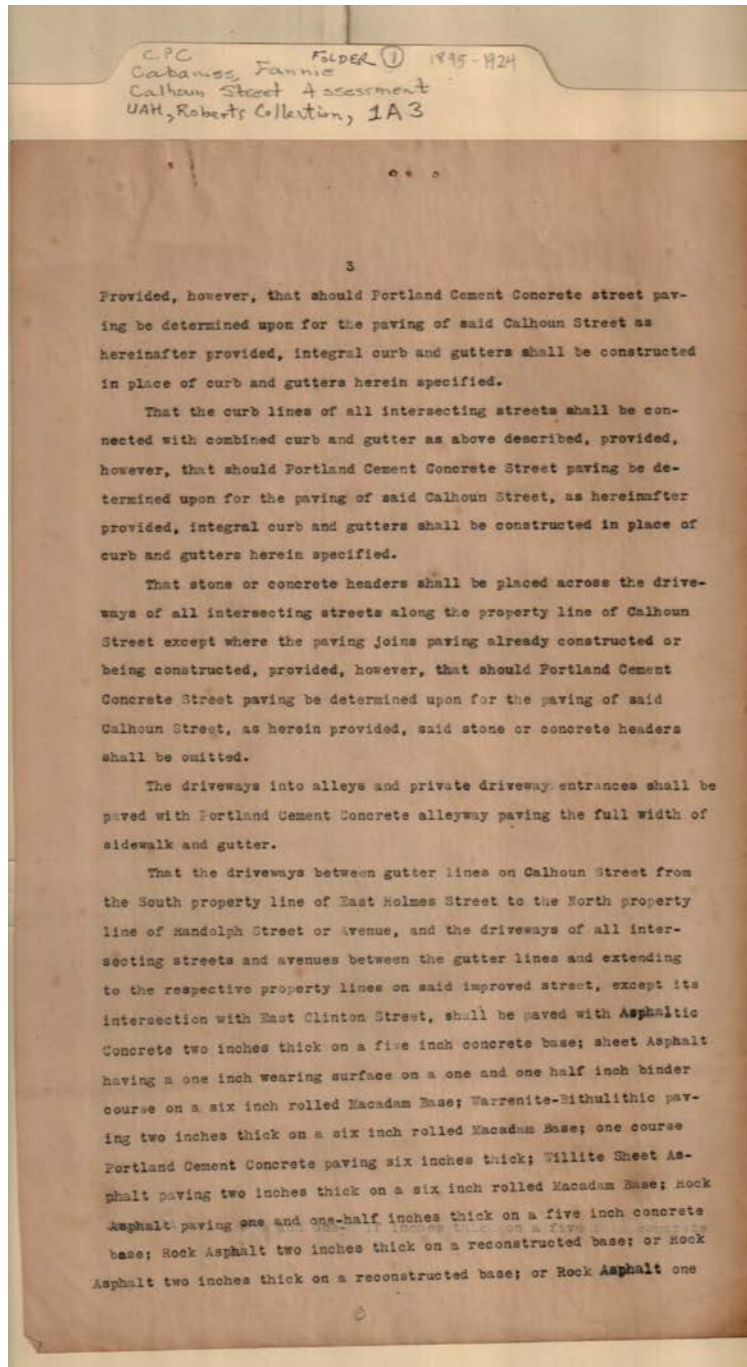 CPC FOLDER 1 1895-1924
Cabaniss, Fannie
Calhoun Street Assessment
UAH, Roberts Collection, 1A3
3
Provided, however, that should Portland Cement Concrete street pav-
ing be determined upon for the paving of said Calhoun Street as
hereinafter provided, integral curb and gutters shall be constructed
in place of curb and gutters herein specified.
That the curb lines of all intersecting streets shall be con-
nected with combined curb and gutter as above described, provided,
however, that should Portland Cement Concrete Street paving be de-
termined upon for the paving of said Calhoun Street, as hereinafter
provided, integral curb and gutters shall be constructed in place of
curb and gutters herein specified.
That stone or concrete headers shall be placed across the drive-
ways of all intersecting streets along the property line of Calhoun
Street except where the paving joins paving already constructed or
being constructed, provided, however, that should Portland Cement
Concrete Street paving be determined upon for the paving of said
Calhoun Street, as herein provided, said stone or concrete headers
shall be omitted.
The driveways into alleys and private driveway entrances shall be
paved with Portland Cement Concrete alleyway paving the full width of
sidewalk and gutter.
That the driveways between gutter lines on Calhoun Street from
the South property line of East Holmes Street to the North property
line of Randolph Street or Avenue, and the driveways of all inter-
secting streets and avenues between the gutter lines and extending
to the respective property lines on said improved street, except its
intersection with East Clinton Street, shall be paved with Asphaltic
Concrete two inches thick on a five inch concrete base; sheet Asphalt
having a one inch wearing surface on a one and one half inch binder
course on a six inch rolled Macadam Base; Warrenite-Bithulithic pav-
ing two inches thick on a six inch rolled Macadam Base; one course
Portland Cement Concrete paving six inches thick; Willite Sheet As-
phalt paving two inches thick on a six inch rolled Macadam Base; Rock
Asphalt paving one and one-half inches thick on a five inch concrete
base; Rock Asphalt two inches thick on a reconstructed base; or Rock
Asphalt two inches thick on a reconstructed base; or Rock Asphalt one